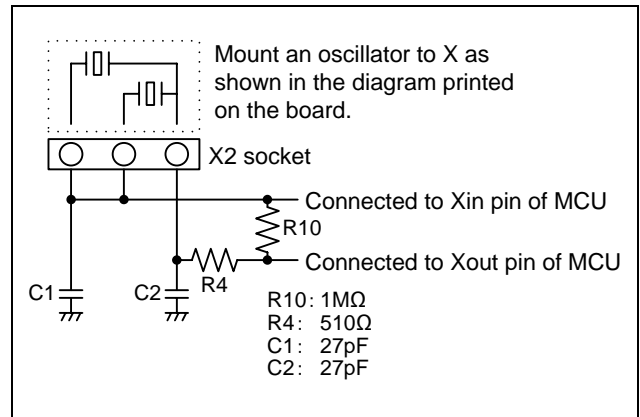 Mount an oscillator to X as
shown in the diagram printed
on the board.
X2 socket
Connected to Xin pin of MCU
R10
Connected to Xout pin of MCU
R4
C1
C2
R10: 1MΩ
R4: 510Ω
C1: 27pF
C2: 27pF